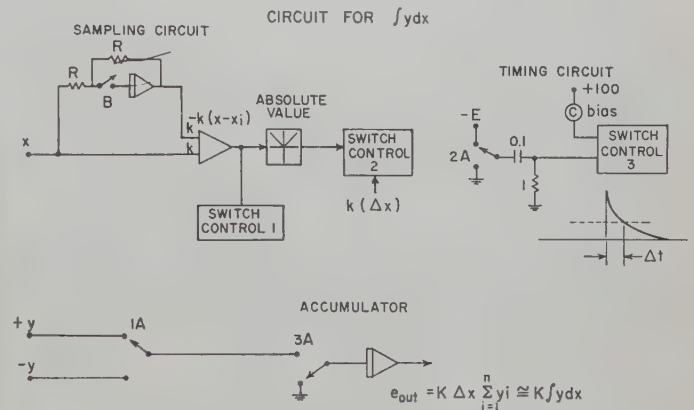 CIRCUIT FOR ∫ydx
SAMPLING CIRCUIT
R
R
B
-k(x-xᵢ)
k
k
x
ABSOLUTE
VALUE
SWITCH
CONTROL
2
k(Δx)
SWITCH
CONTROL 1
TIMING CIRCUIT
+100
C bias
-E
2A
0.1
1
SWITCH
CONTROL
3
Δt
ACCUMULATOR
+y
1A
3A
-y
e_out = K Δx ∑_{i=1}^{n} yi ≅ K∫ydx